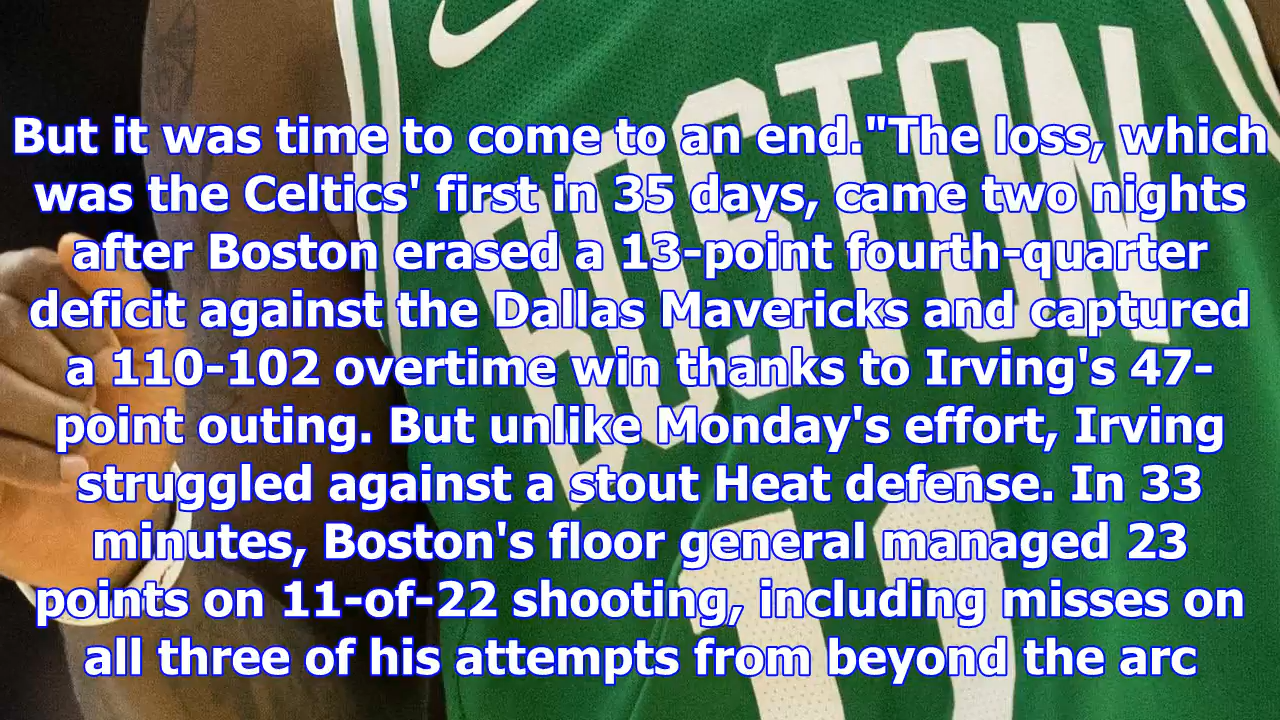 But it was time to come to an end."The loss, which
was the Celtics' first in 35 days, came two nights
after Boston erased a 13-point fourth-quarter
deficit against the Dallas Mavericks and captured
a 110-102 overtime win thanks to Irving's 47-
point outing. But unlike Monday's effort, Irving
struggled against a stout Heat defense. In 33
minutes, Boston's floor general managed 23
points on 11-of-22 shooting, including misses on
all three of his attempts from beyond the arc
BOSTON
11